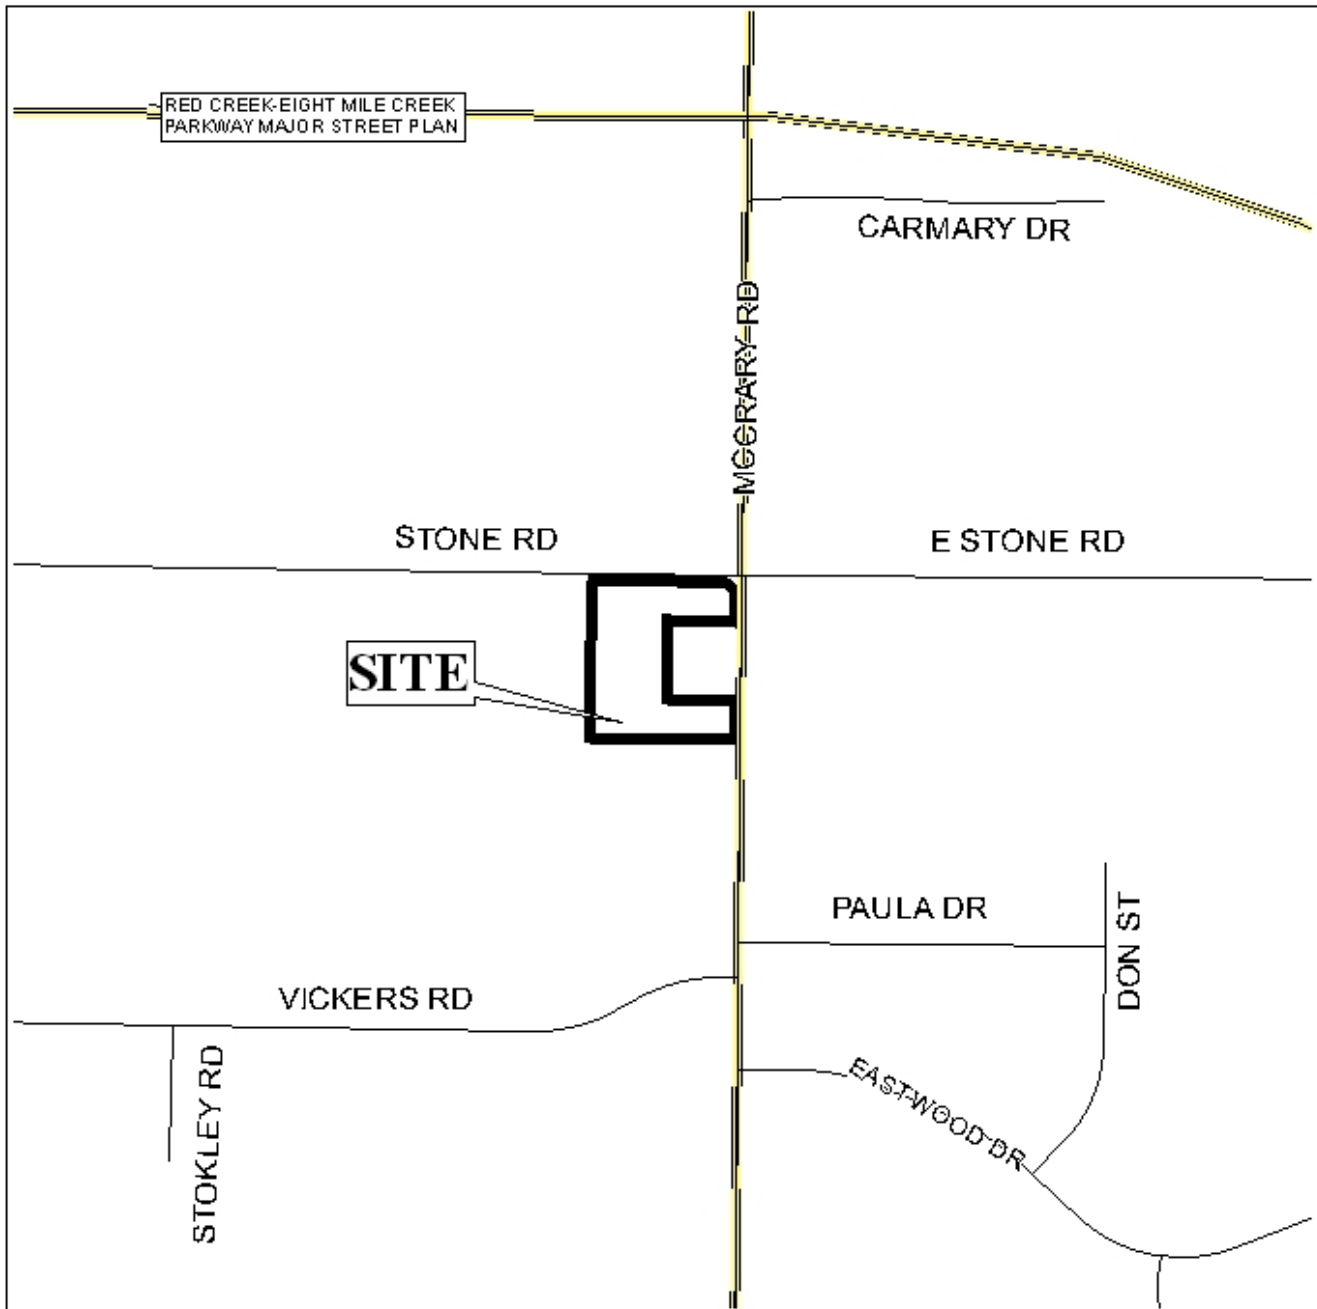 RED CREEK-EIGHT MILE CREEK
PARKWAY MAJOR STREET PLAN
CARMARY DR
MCCRARY RD
STONE RD
E STONE RD
SITE
PAULA DR
DON ST
VICKERS RD
STOKLEY RD
EASTWOOD DR